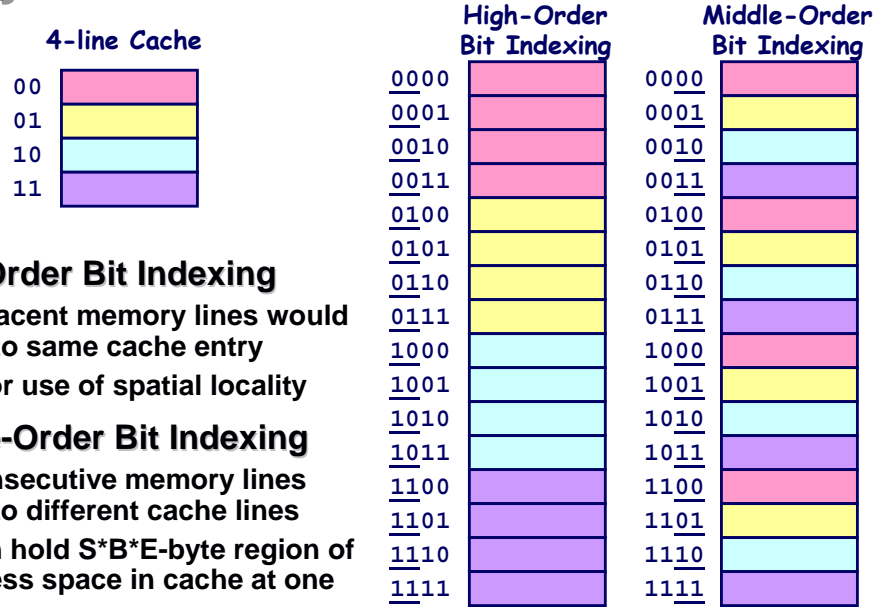 4-line Cache
00
01
10
11
Order Bit Indexing
acent memory lines would
to same cache entry
or use of spatial locality
-Order Bit Indexing
nsecutive memory lines
to different cache lines
n hold S*B*E-byte region of
ess space in cache at one
High-Order
Bit Indexing
0000
0001
0010
0011
0100
0101
0110
0111
1000
1001
1010
1011
1100
1101
1110
1111
Middle-Order
Bit Indexing
0000
0001
0010
0011
0100
0101
0110
0111
1000
1001
1010
1011
1100
1101
1110
1111